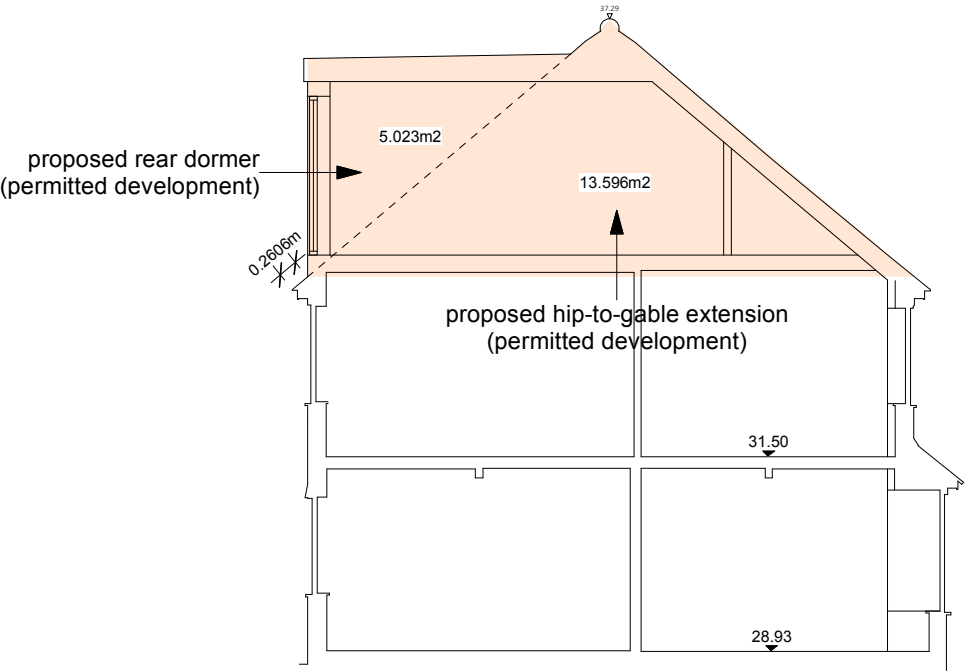 37.29
5.023m2
proposed rear dormer
(permitted development)
13.596m2
0.2606m
proposed hip-to-gable extension
(permitted development)
31.50
28.93